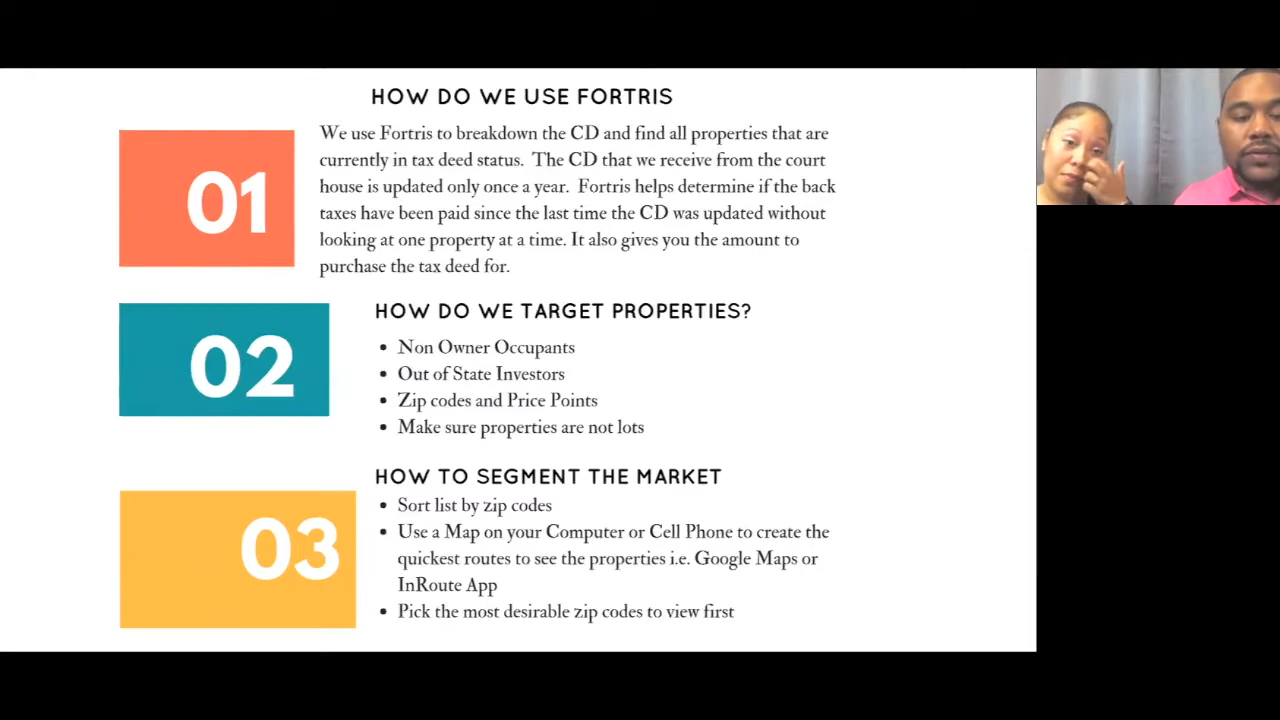 HOW DO WE USE FORTRIS
01
We use Fortris to breakdown the CD and find all properties that are
currently in tax deed status. The CD that we receive from the court
house is updated only once a year. Fortris helps determine if the back
taxes have been paid since the last time the CD was updated without
looking at one property at a time. It also gives you the amount to
purchase the tax deed for.
HOW DO WE TARGET PROPERTIES?
02
• Non Owner Occupants
• Out of State Investors
• Zip codes and Price Points
• Make sure properties are not lots
HOW TO SEGMENT THE MARKET
03
• Sort list by zip codes
• Use a Map on your Computer or Cell Phone to create the
quickest routes to see the properties i.e. Google Maps or
InRoute App
• Pick the most desirable zip codes to view first